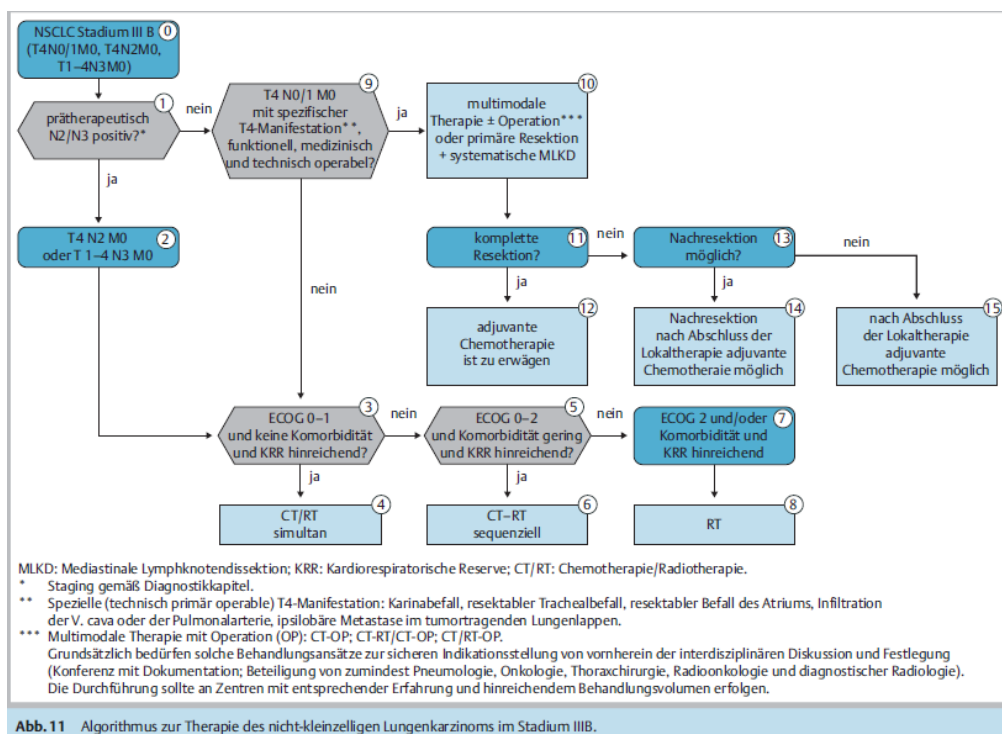 NSCLC Stadium III B
0
(T4N0/1M0, T4N2M0,
T1–4N3M0)
1
prätherapeutisch
N2/N3 positiv?*
nein
ja
9
T4 N0/1 M0
mit spezifischer
T4-Manifestation**,
funktionell, medizinisch
und technisch operabel?
ja
nein
10
multimodale
Therapie ± Operation***
oder primäre Resektion
+ systematische MLKD
2
T4 N2 M0
oder T 1–4 N3 M0
11
komplette
Resektion?
nein
ja
13
Nachresektion
möglich?
nein
ja
12
adjuvante
Chemotherapie
ist zu erwägen
14
Nachresektion
nach Abschluss der
Lokaltherapie adjuvante
Chemotheraie möglich
15
nach Abschluss
der Lokaltherapie
adjuvante
Chemotherapie möglich
3
ECOG 0–1
und keine Komorbidität
und KRR hinreichend?
nein
ja
5
ECOG 0–2
und Komorbidität gering
und KRR hinreichend?
nein
ja
7
ECOG 2 und/oder
Komorbidität und
KRR hinreichend
4
CT/RT
simultan
6
CT–RT
sequenziell
8
RT
MLKD: Mediastinale Lymphknotendissektion; KRR: Kardiorespiratorische Reserve; CT/RT: Chemotherapie/Radiotherapie.
* Staging gemäß Diagnostikkapitel.
** Spezielle (technisch primär operable) T4-Manifestation: Karinabefall, resektabler Trachealbefall, resektabler Befall des Atriums, Infiltration
der V. cava oder der Pulmonalarterie, ipsilobäre Metastase im tumortragenden Lungenlappen.
*** Multimodale Therapie mit Operation (OP): CT-OP; CT-RT/CT-OP; CT/RT-OP.
Grundsätzlich bedürfen solche Behandlungsansätze zur sicheren Indikationsstellung von vornherein der interdisziplinären Diskussion und Festlegung
(Konferenz mit Dokumentation; Beteiligung von zumindest Pneumologie, Onkologie, Thoraxchirurgie, Radioonkologie und diagnostischer Radiologie).
Die Durchführung sollte an Zentren mit entsprechender Erfahrung und hinreichendem Behandlungsvolumen erfolgen.
Abb. 11 Algorithmus zur Therapie des nicht-kleinzelligen Lungenkarzinoms im Stadium IIIB.